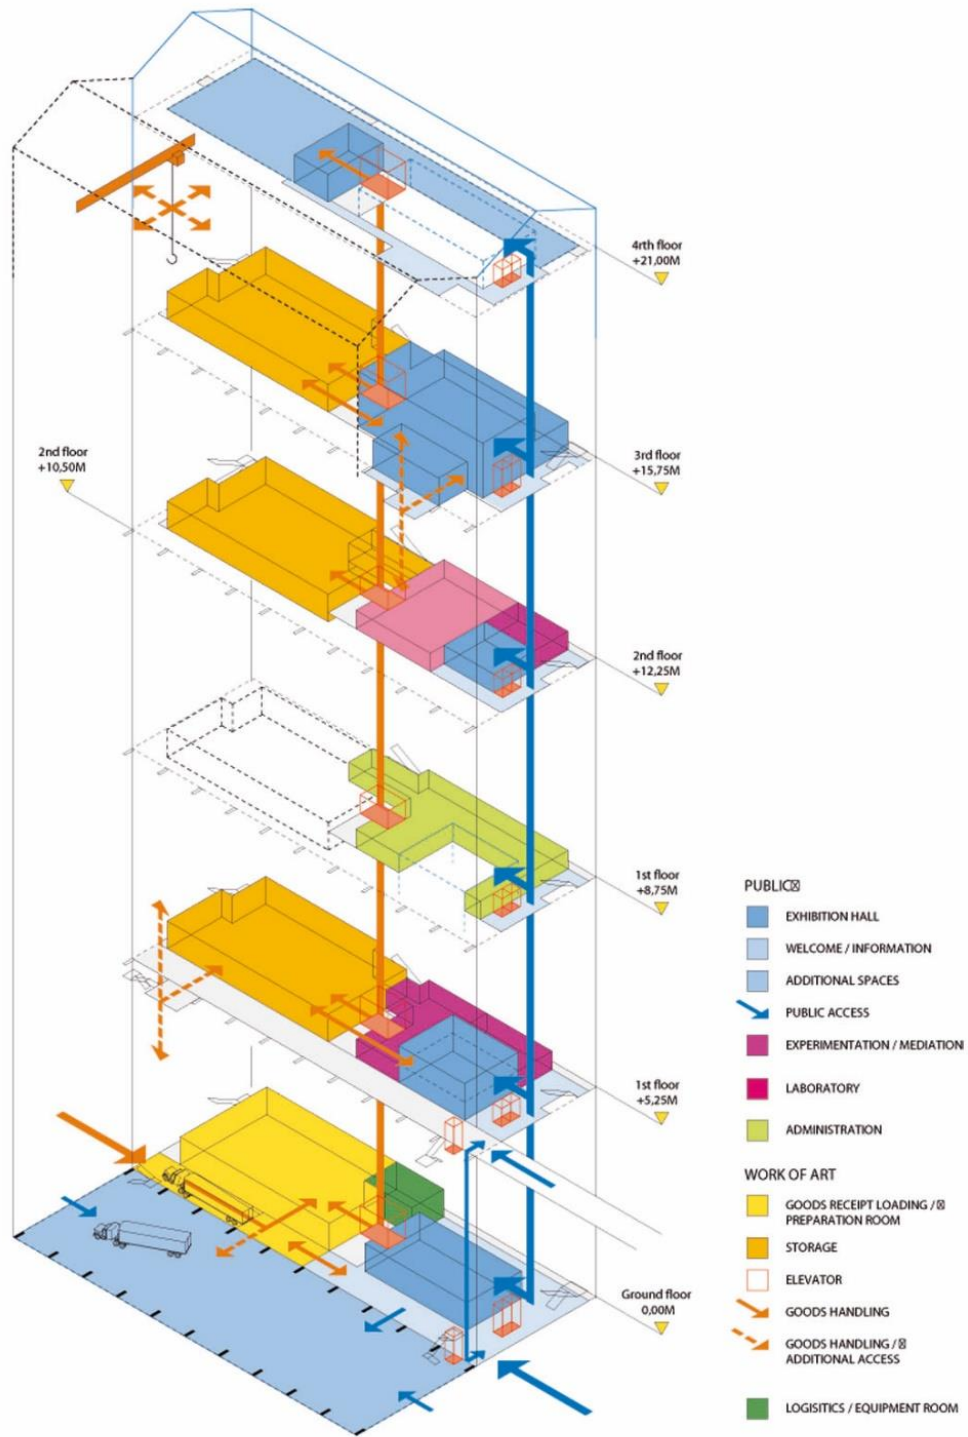 4rth floor
+21,00M
2nd floor
+10,50M
3rd floor
+15,75M
2nd floor
+12,25M
1st floor
+8,75M
1st floor
+5,25M
Ground floor
0,00M
PUBLIC☒
EXHIBITION HALL
WELCOME / INFORMATION
ADDITIONAL SPACES
PUBLIC ACCESS
EXPERIMENTATION / MEDIATION
LABORATORY
ADMINISTRATION
WORK OF ART
GOODS RECEIPT LOADING / ☒
PREPARATION ROOM
STORAGE
ELEVATOR
GOODS HANDLING
GOODS HANDLING / ☒
ADDITIONAL ACCESS
LOGISITICS / EQUIPMENT ROOM